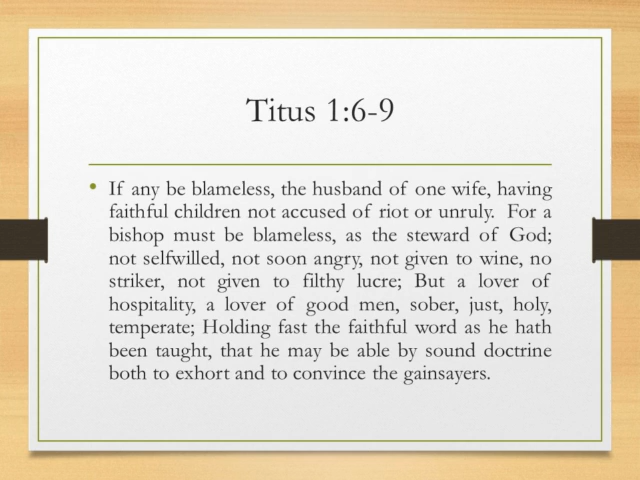 Titus 1:6-9
• If any be blameless, the husband of one wife, having
faithful children not accused of riot or unruly.  For a
bishop must be blameless, as the steward of God;
not selfwilled, not soon angry, not given to wine, no
striker, not given to filthy lucre; But a lover of
hospitality, a lover of good men, sober, just, holy,
temperate; Holding fast the faithful word as he hath
been taught, that he may be able by sound doctrine
both to exhort and to convince the gainsayers.